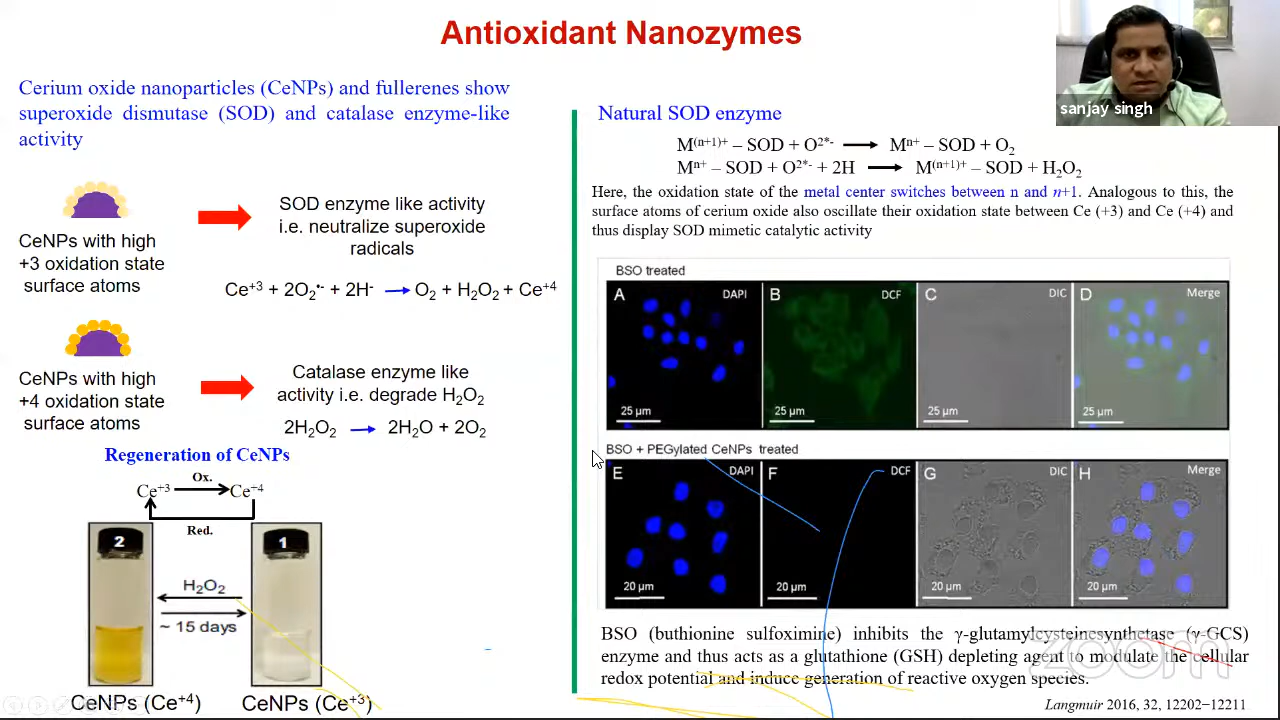 Antioxidant Nanozymes
sanjay singh
Cerium oxide nanoparticles (CeNPs) and fullerenes show
superoxide dismutase (SOD) and catalase enzyme-like
activity
CeNPs with high
+3 oxidation state
surface atoms
SOD enzyme like activity
i.e. neutralize superoxide
radicals
Ce⁺³ + 2O₂•⁻ + 2H⁻ → O₂ + H₂O₂ + Ce⁺⁴
CeNPs with high
+4 oxidation state
surface atoms
Catalase enzyme like
activity i.e. degrade H₂O₂
2H₂O₂ → 2H₂O + 2O₂
Regeneration of CeNPs
Ce⁺³ Ox. Ce⁺⁴
Red.
2
1
H₂O₂
~ 15 days
CeNPs (Ce⁺⁴)
CeNPs (Ce⁺³)
Natural SOD enzyme
M⁽ⁿ⁺¹⁾⁺ – SOD + O²*⁻ → Mⁿ⁺ – SOD + O₂
Mⁿ⁺ – SOD + O²*⁻ + 2H → M⁽ⁿ⁺¹⁾⁺ – SOD + H₂O₂
Here, the oxidation state of the metal center switches between n and n+1. Analogous to this, the
surface atoms of cerium oxide also oscillate their oxidation state between Ce (+3) and Ce (+4) and
thus display SOD mimetic catalytic activity
BSO treated
A DAPI B DCF C DIC D Merge
25 µm 25 µm 25 µm 25 µm
BSO + PEGylated CeNPs treated
E DAPI F DCF G DIC H Merge
20 µm 20 µm 20 µm 20 µm
BSO (buthionine sulfoximine) inhibits the γ-glutamylcysteinesynthetase (γ-GCS)
enzyme and thus acts as a glutathione (GSH) depleting agent to modulate the cellular
redox potential and induce generation of reactive oxygen species.
zoom
Langmuir 2016, 32, 12202−12211